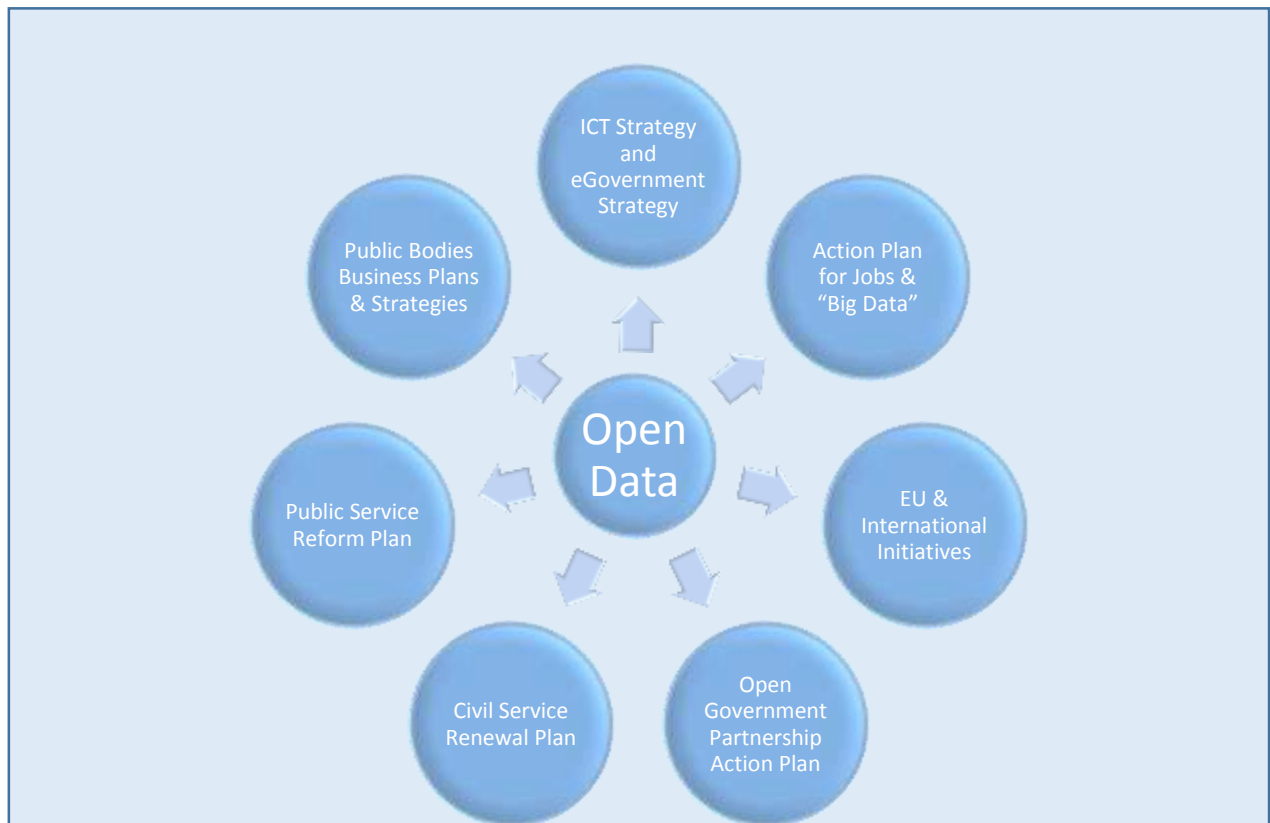 ICT Strategy
and
eGovernment
Strategy
Action Plan
for Jobs &
“Big Data”
EU &
International
Initiatives
Open
Government
Partnership
Action Plan
Civil Service
Renewal Plan
Public Service
Reform Plan
Public Bodies
Business Plans
& Strategies
Open
Data